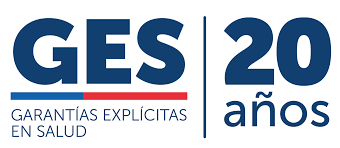 GES
GARANTÍAS EXPLÍCITAS
EN SALUD
20
años